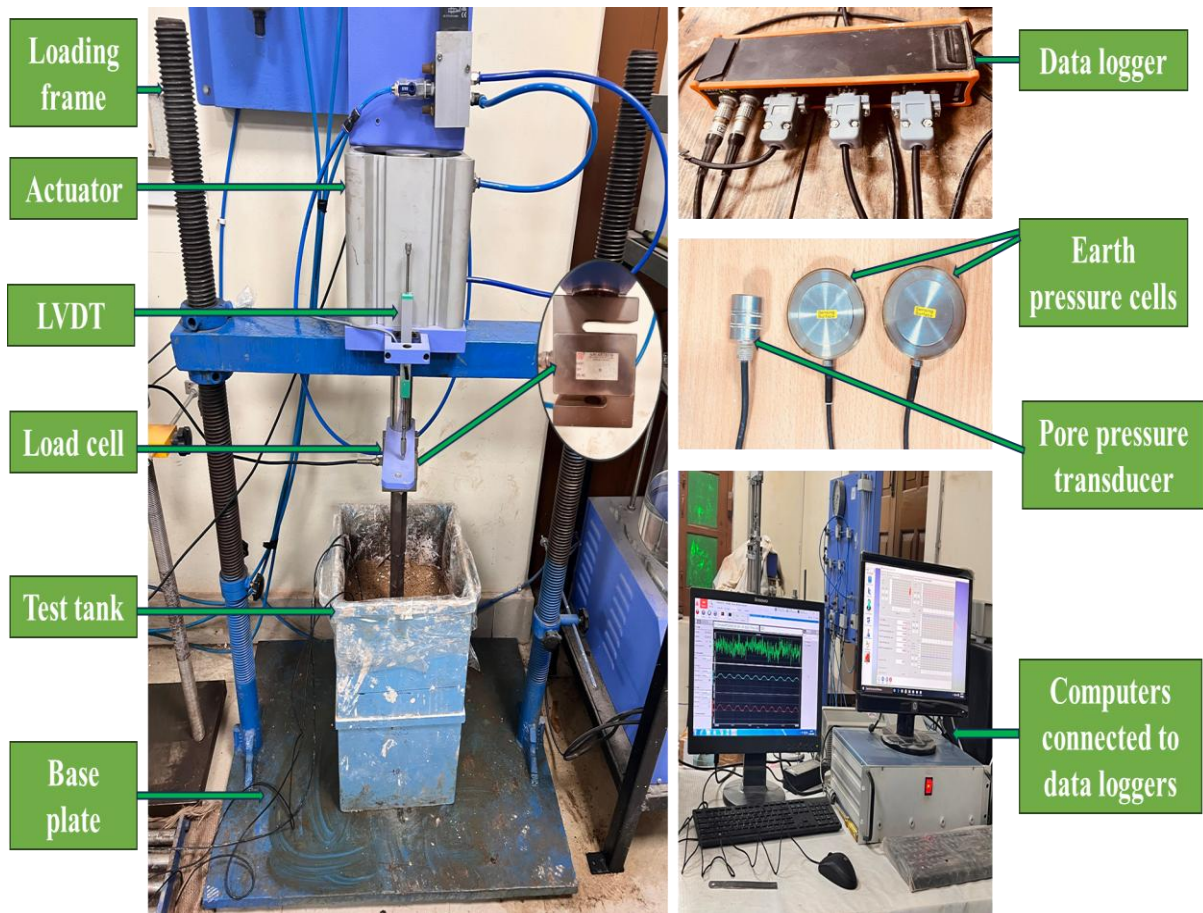 Loading
frame
Actuator
LVDT
Load cell
Test tank
Base
plate
Data logger
Earth
pressure cells
Pore pressure
transducer
Computers
connected to
data loggers